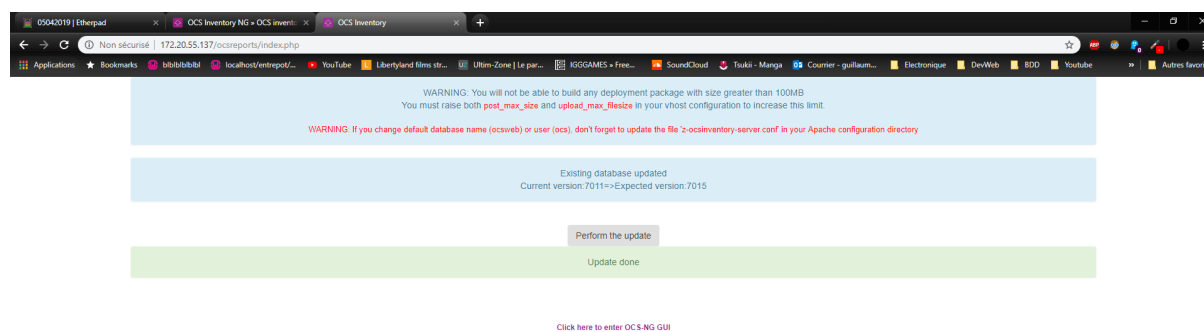 05042019 | Etherpad
OCS Inventory NG » OCS invento
OCS Inventory
Non sécurisé | 172.20.55.137/ocsreports/index.php
Applications
Bookmarks
blblblblblbl
localhost/entrepot/...
YouTube
Libertyland films str...
Ultim-Zone | Le par...
IGGGAMES » Free...
SoundCloud
Tsukii - Manga
Courrier - guillaum...
Electronique
DevWeb
BDD
Youtube
»
Autres favori
WARNING: You will not be able to build any deployment package with size greater than 100MB
You must raise both post_max_size and upload_max_filesize in your vhost configuration to increase this limit.
WARNING: If you change default database name (ocsweb) or user (ocs), don't forget to update the file 'z-ocsinventory-server.conf' in your Apache configuration directory
Existing database updated
Current version:7011=>Expected version:7015
Perform the update
Update done
Click here to enter OCS-NG GUI